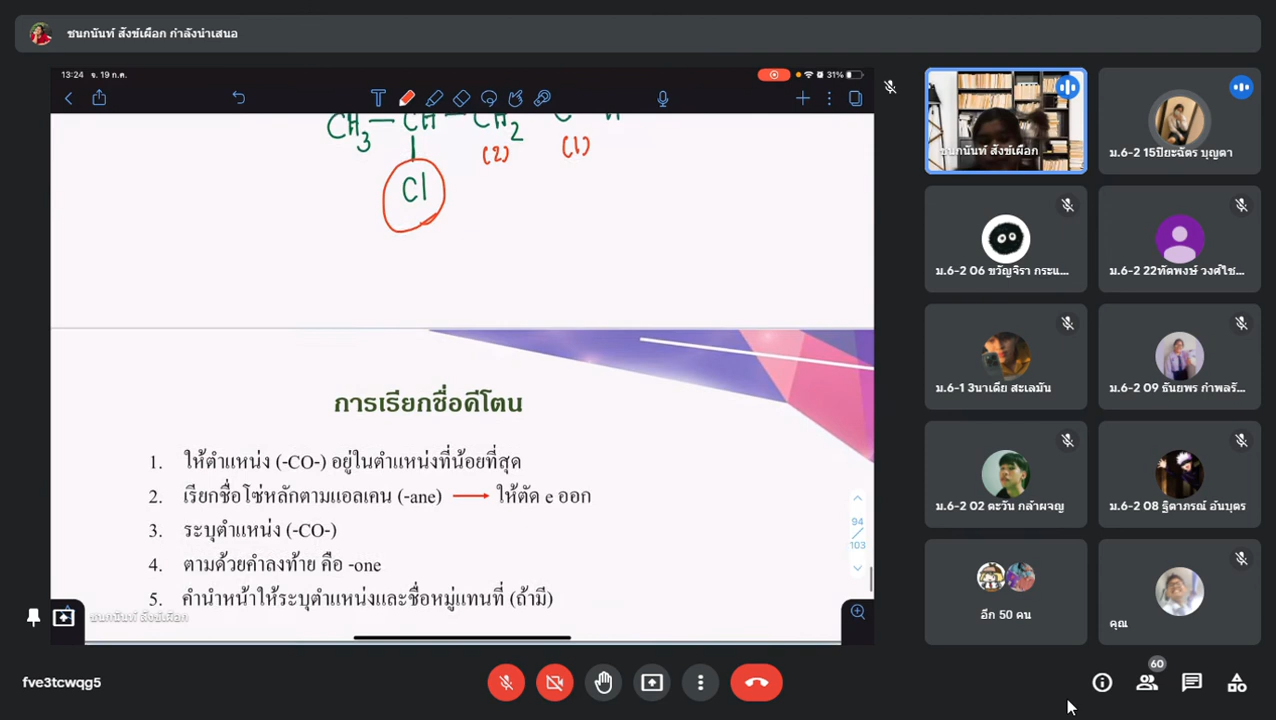 ชนกนันท์ สังข์เผือก กำลังนำเสนอ
13:24 จ. 19 ก.ค.
31%
CH3 — CH — CH2
(2)
(1)
Cl
การเรียกชื่อคีโตน
1. ให้ตำแหน่ง (-CO-) อยู่ในตำแหน่งที่น้อยที่สุด
2. เรียกชื่อโซ่หลักตามแอลเคน (-ane) → ให้ตัด e ออก
3. ระบุตำแหน่ง (-CO-)
4. ตามด้วยคำลงท้าย คือ -one
5. คำนำหน้าให้ระบุตำแหน่งและชื่อหมู่แทนที่ (ถ้ามี)
94
103
ชนกนันท์ สังข์เผือก
ชนกนันท์ สังข์เผือก
ม.6-2 15ปิยะฉัตร บุญตา
ม.6-2 06 ขวัญจิรา กระแ...
ม.6-2 22ทัตพงษ์ วงศ์ไช...
ม.6-1 3นาเดีย สะเลมัน
ม.6-2 09 ธันยพร กำพลรั...
ม.6-2 02 ตะวัน กล้าผจญ
ม.6-2 08 ฐิตาภรณ์ อ้นบุตร
อีก 50 คน
คุณ
fve3tcwqg5
60